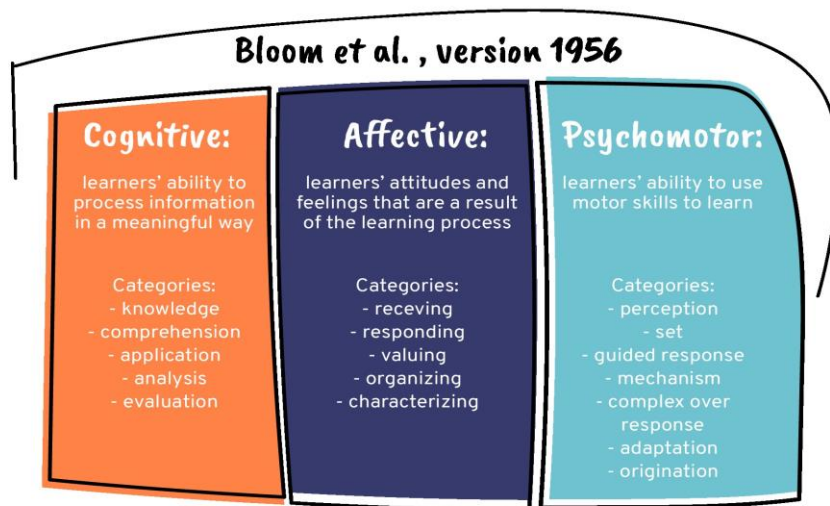 Bloom et al. , version 1956
Cognitive:
learners' ability to
process information
in a meaningful way
Categories:
- knowledge
- comprehension
- application
- analysis
- evaluation
Affective:
learners' attitudes and
feelings that are a result
of the learning process
Categories:
- receving
- responding
- valuing
- organizing
- characterizing
Psychomotor:
learners' ability to use
motor skills to learn
Categories:
- perception
- set
- guided response
- mechanism
- complex over
response
- adaptation
- origination